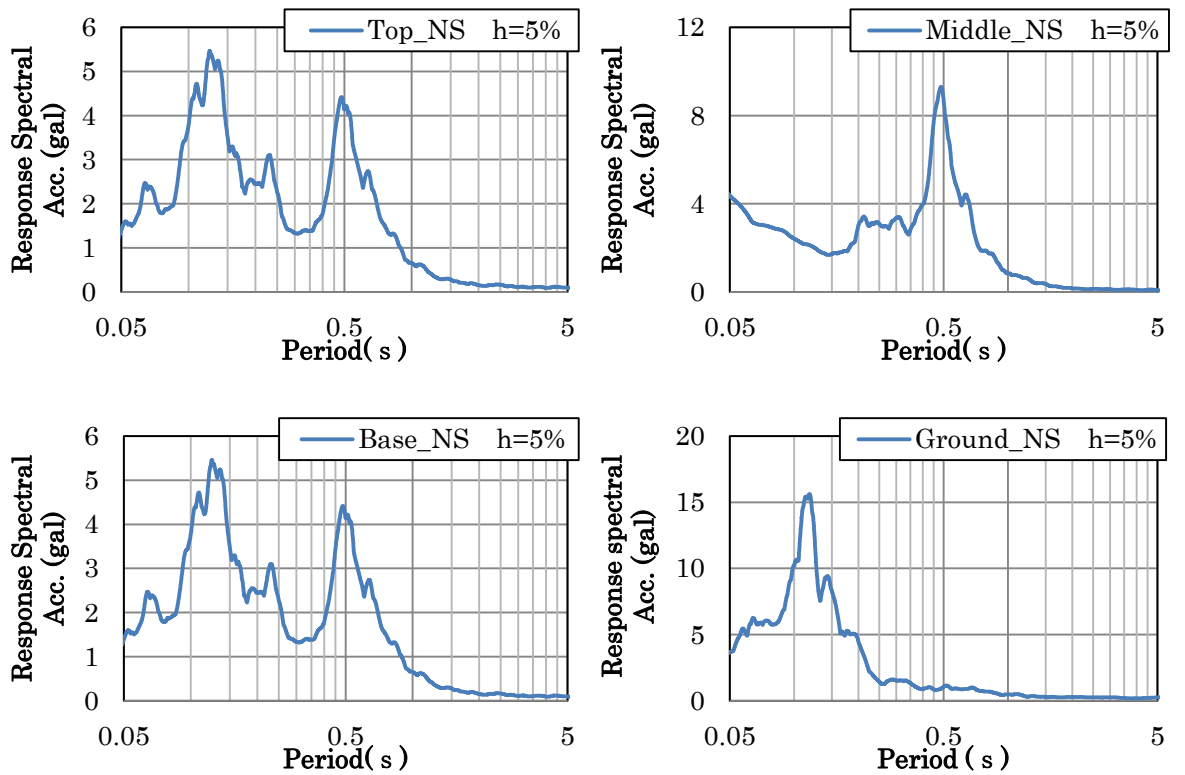 Top_NS h=5%
Response Spectral
Acc. (gal)
6
5
4
3
2
1
0
0.05
0.5
5
Period( s )
Middle_NS h=5%
Response Spectral
Acc. (gal)
12
9
6
4
0
0.05
0.5
5
Period( s )
Base_NS h=5%
Response Spectral
Acc. (gal)
6
5
4
3
2
1
0
0.05
0.5
5
Period( s )
Ground_NS h=5%
Response spectral
Acc. (gal)
20
15
10
5
0
0.05
0.5
5
Period ( s )